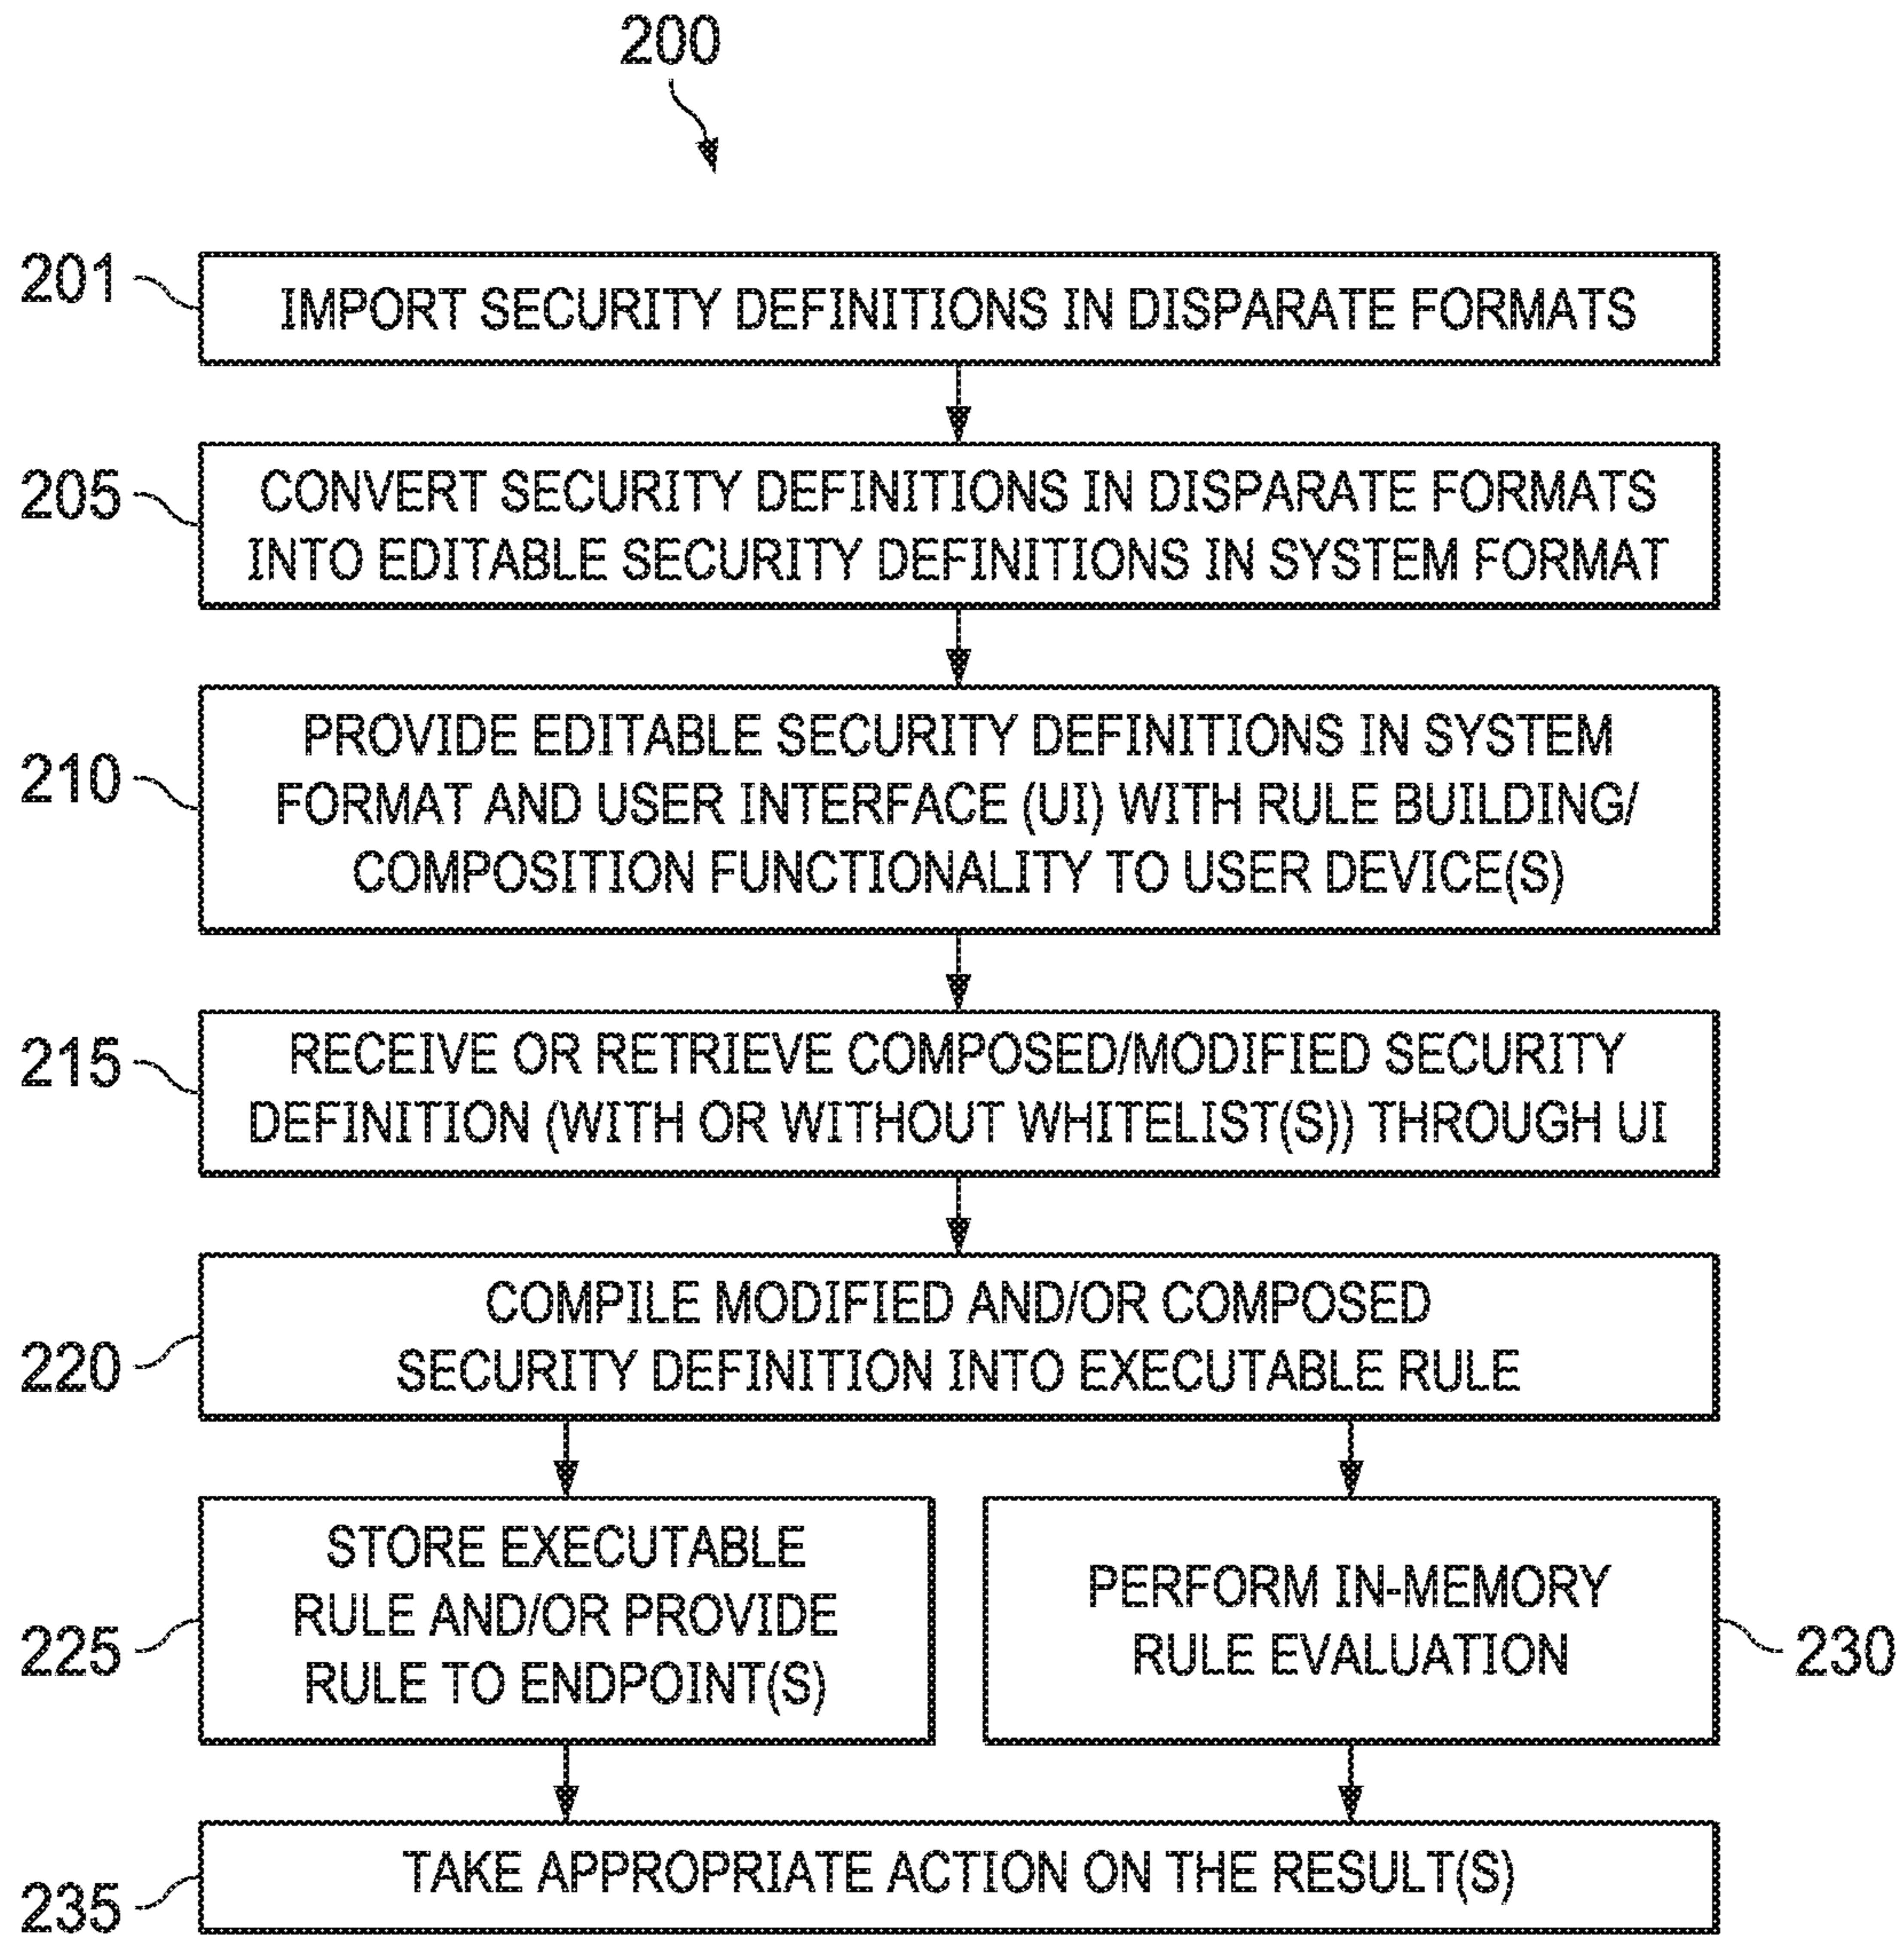 200
201
IMPORT SECURITY DEFINITIONS IN DISPARATE FORMATS
205
CONVERT SECURITY DEFINITIONS IN DISPARATE FORMATS
INTO EDITABLE SECURITY DEFINITIONS IN SYSTEM FORMAT
210
PROVIDE EDITABLE SECURITY DEFINITIONS IN SYSTEM
FORMAT AND USER INTERFACE (UI) WITH RULE BUILDING/
COMPOSITION FUNCTIONALITY TO USER DEVICE(S)
215
RECEIVE OR RETRIEVE COMPOSED/MODIFIED SECURITY
DEFINITION (WITH OR WITHOUT WHITELIST(S)) THROUGH UI
220
COMPILE MODIFIED AND/OR COMPOSED
SECURITY DEFINITION INTO EXECUTABLE RULE
225
STORE EXECUTABLE
RULE AND/OR PROVIDE
RULE TO ENDPOINT(S)
PERFORM IN-MEMORY
RULE EVALUATION
230
235
TAKE APPROPRIATE ACTION ON THE RESULT(S)